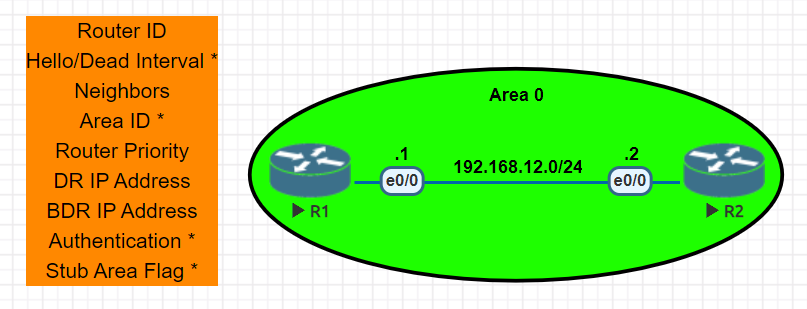 Router ID
Hello/Dead Interval *
Neighbors
Area ID *
Router Priority
DR IP Address
BDR IP Address
Authentication *
Stub Area Flag *
Area 0
.1
192.168.12.0/24
.2
e0/0
e0/0
R1
R2